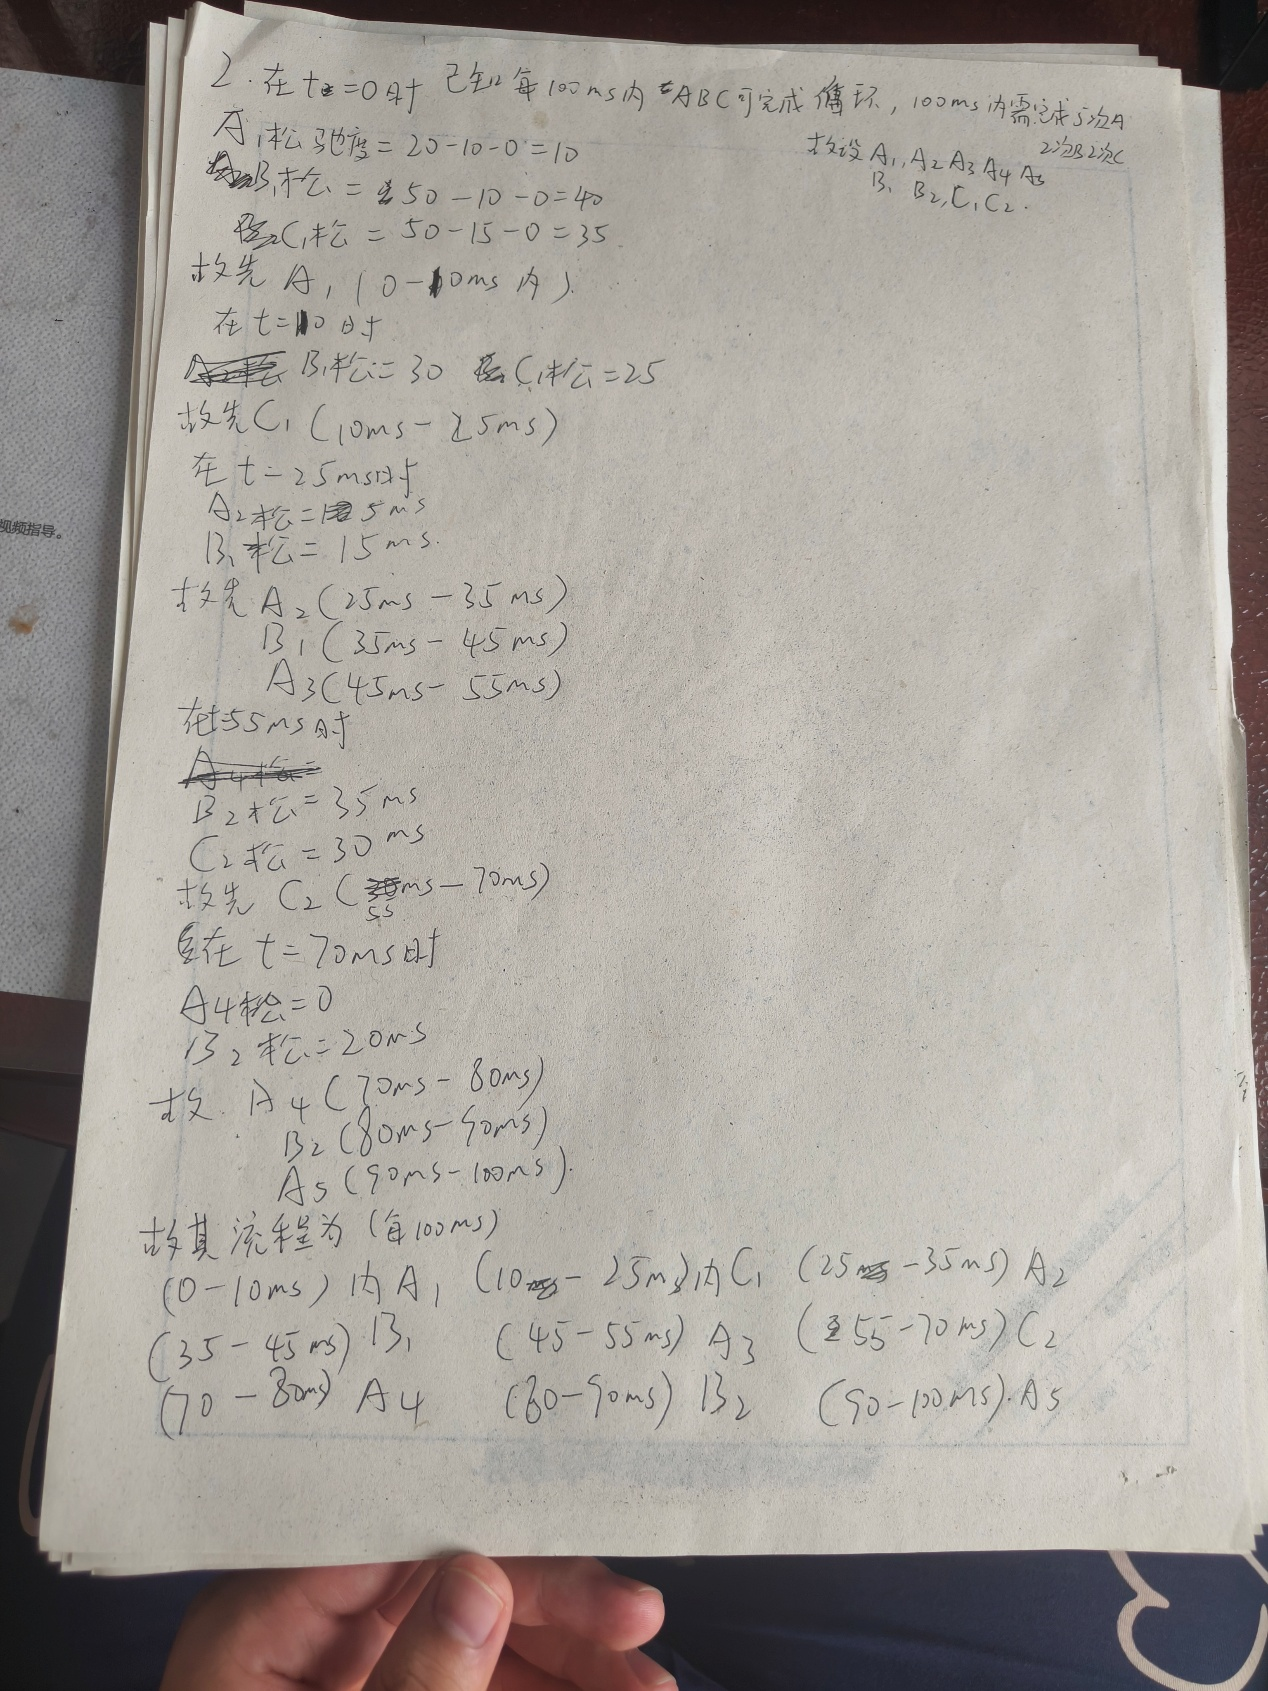 2. 在t=0时 已知每100ms内ABC可完成循环，100ms内需完成5次A
2次B2次C
故设A1,A2 A3 A4 A5
B1 B2,C1C2.
A1松驰度=20-10-0=10
B1松=50-10-0=40
C1松=50-15-0=35
故先A1(0-10ms内)
在t=10时
B1松=30 C1松=25
故先C1(10ms-25ms)
在t=25ms时
A2松=5ms
B1松=15ms.
故先A2(25ms-35ms)
B1(35ms-45ms)
A3(45ms-55ms)
在t=55ms时
B2松=35ms
C2松=30ms
故先C2(55ms-70ms)
在t=70ms时
A4松=0
B2松=20ms
故A4(70ms-80ms)
B2(80ms-90ms)
A5(90ms-100ms).
故其流程为(每100ms)
(0-10ms)内A1 (10-25ms)内C1 (25-35ms)A2
(35-45ms)B1 (45-55ms)A3 (55-70ms)C2
(70-80ms)A4 (80-90ms)B2 (90-100ms).A5
视频指导。